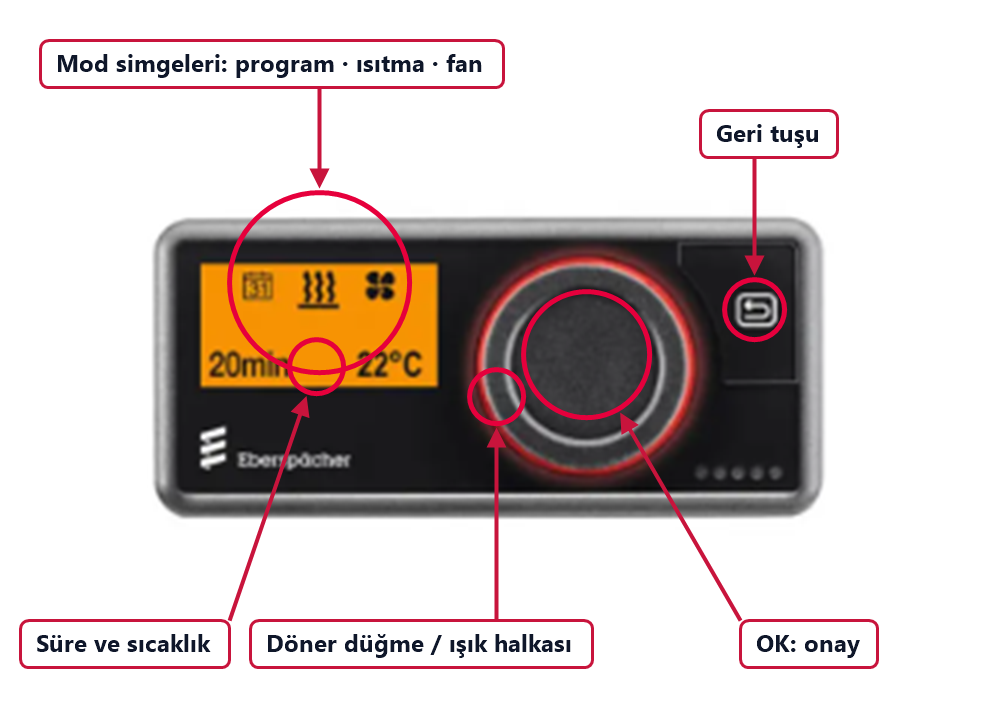 Mod simgeleri: program · ısıtma · fan
Geri tuşu
31
20min 22°C
Eberspächer
Süre ve sıcaklık
Döner düğme / ışık halkası
OK: onay